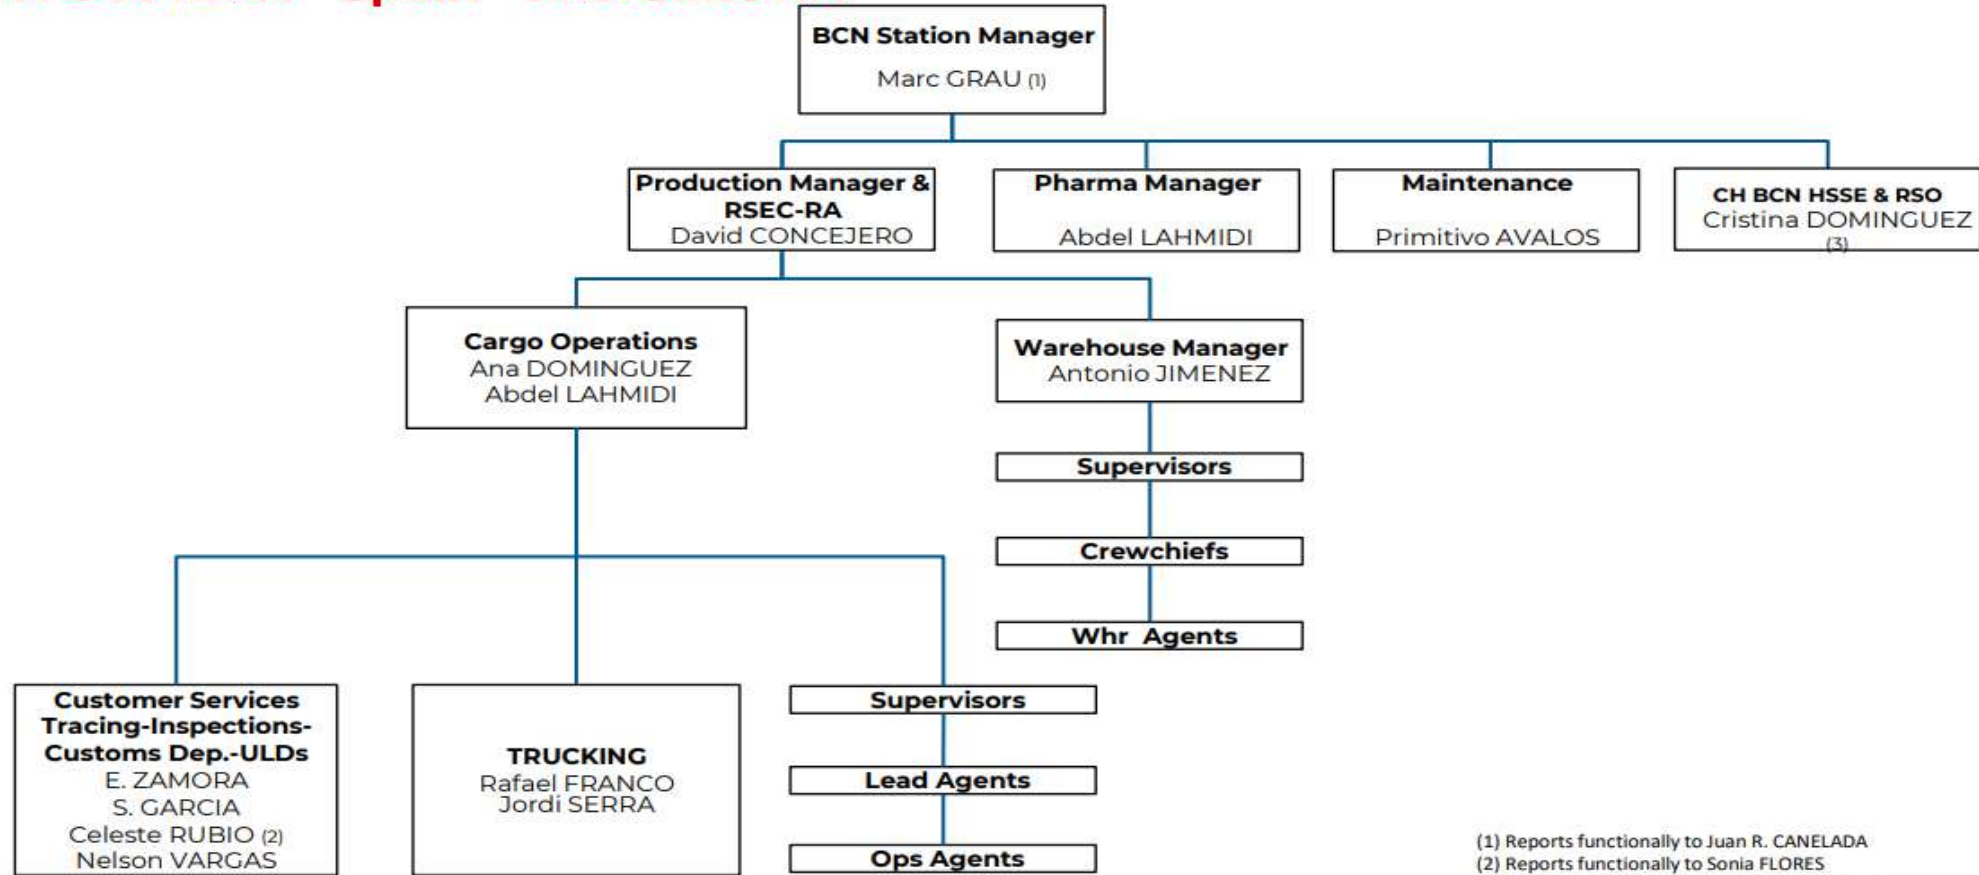 BCN Station Manager
Marc GRAU (1)
Production Manager &
RSEC-RA
David CONCEJERO
Pharma Manager
Abdel LAHMIDI
Maintenance
Primitivo AVALOS
CH BCN HSSE & RSO
Cristina DOMINGUEZ
(3)
Cargo Operations
Ana DOMINGUEZ
Abdel LAHMIDI
Warehouse Manager
Antonio JIMENEZ
Supervisors
Crewchiefs
Whr Agents
Customer Services
Tracing-Inspections-
Customs Dep.-ULDs
E. ZAMORA
S. GARCIA
Celeste RUBIO (2)
Nelson VARGAS
TRUCKING
Rafael FRANCO
Jordi SERRA
Supervisors
Lead Agents
Ops Agents
(1) Reports functionally to Juan R. CANELADA
(2) Reports functionally to Sonia FLORES